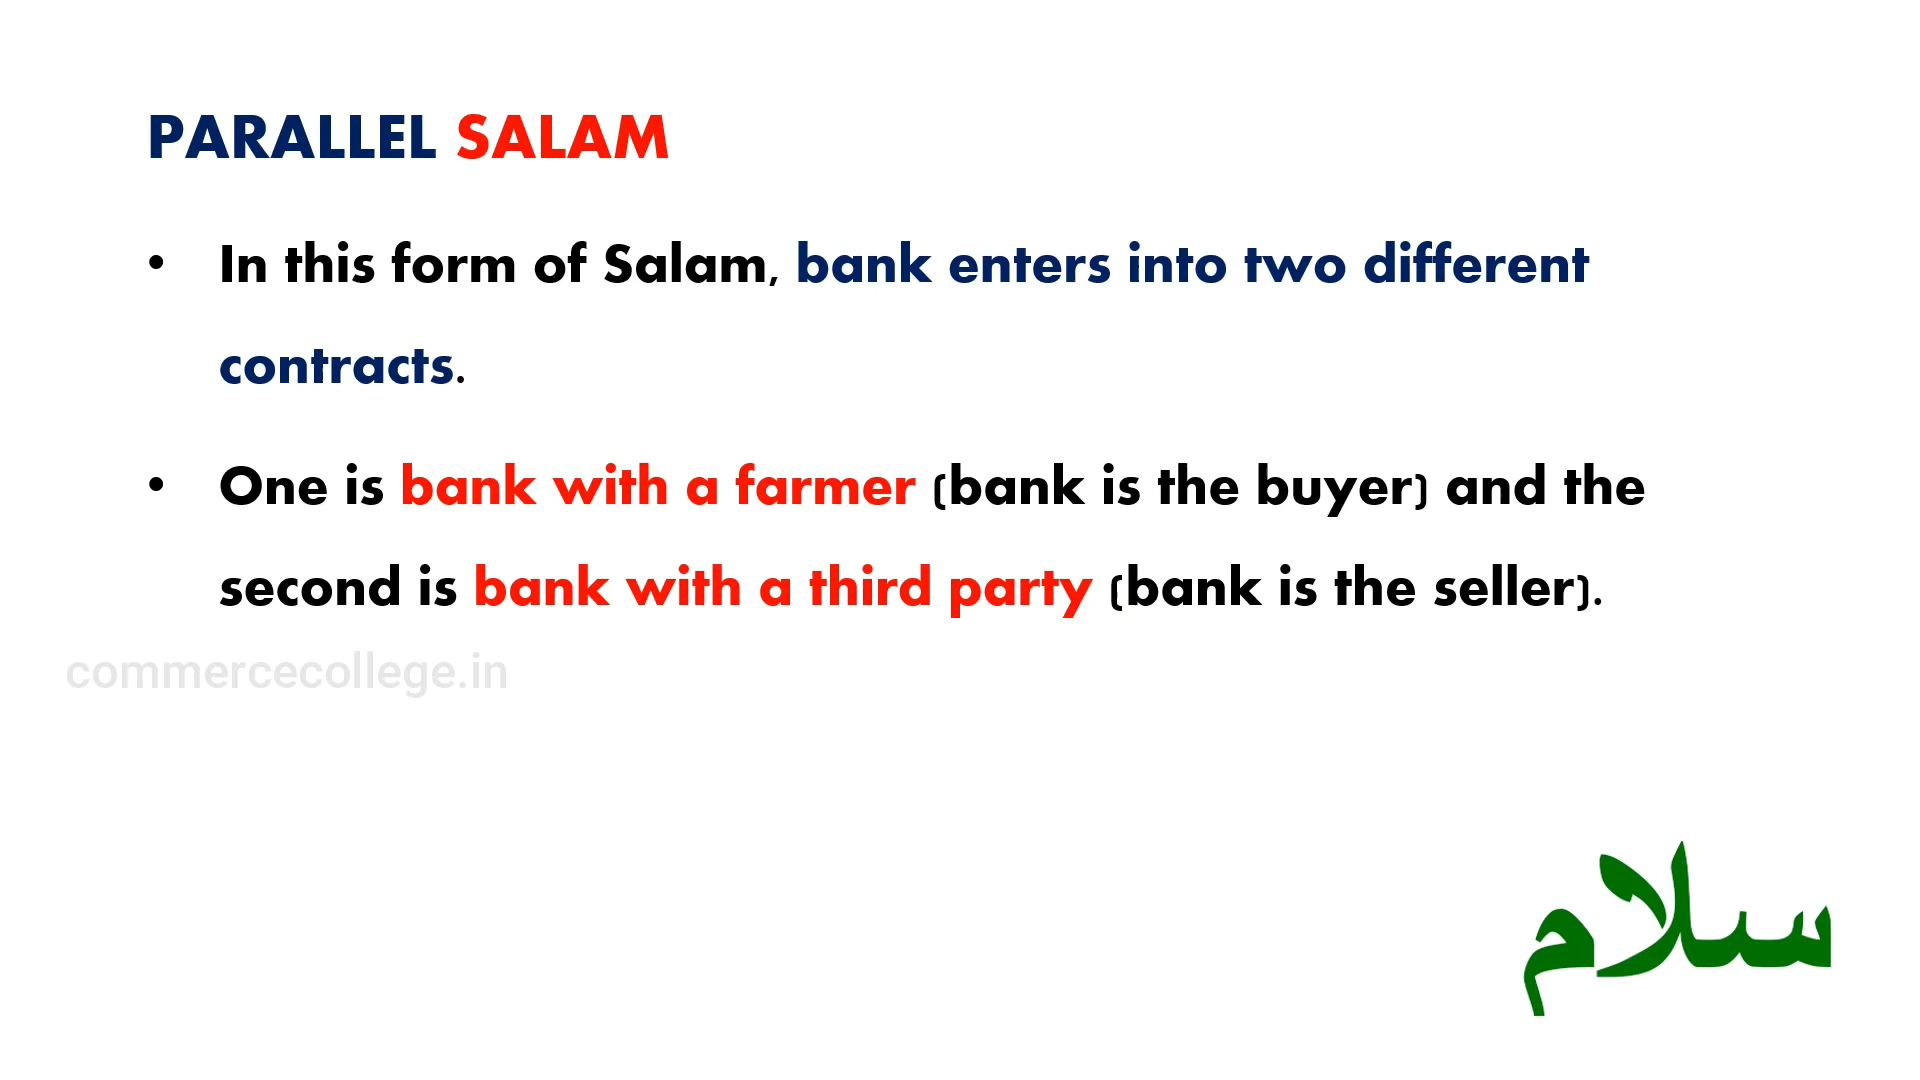 PARALLEL SALAM
• In this form of Salam, bank enters into two different
contracts.
• One is bank with a farmer (bank is the buyer) and the
second is bank with a third party (bank is the seller).
commercecollege.in
سلام